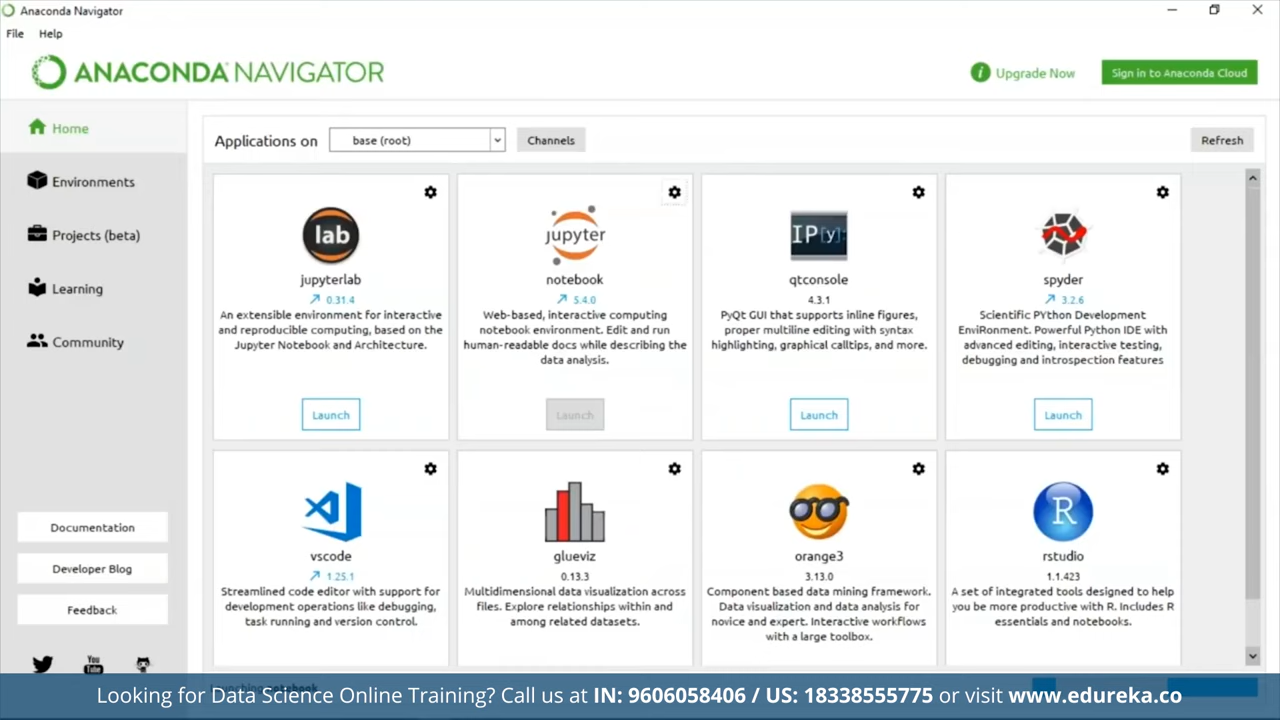 Anaconda Navigator
File Help
ANACONDA NAVIGATOR
Upgrade Now
Sign in to Anaconda Cloud
Home
Environments
Projects (beta)
Learning
Community
Documentation
Developer Blog
Feedback
You
Tube
Applications on
base (root)
Channels
Refresh
lab
jupyterlab
0.31.4
An extensible environment for interactive
and reproducible computing, based on the
Jupyter Notebook and Architecture.
Launch
jupyter
notebook
5.4.0
Web-based, interactive computing
notebook environment. Edit and run
human-readable docs while describing the
data analysis.
Launch
IP[y]:
qtconsole
4.3.1
PyQt GUI that supports inline figures,
proper multiline editing with syntax
highlighting, graphical calltips, and more.
Launch
spyder
3.2.6
Scientific PYthon Development
EnviRonment. Powerful Python IDE with
advanced editing, interactive testing,
debugging and introspection features
Launch
vscode
1.25.1
Streamlined code editor with support for
development operations like debugging,
task running and version control.
glueviz
0.13.3
Multidimensional data visualization across
files. Explore relationships within and
among related datasets.
orange3
3.13.0
Component based data mining framework.
Data visualization and data analysis for
novice and expert. Interactive workflows
with a large toolbox.
R
rstudio
1.1.423
A set of integrated tools designed to help
you be more productive with R. Includes R
essentials and notebooks.
Looking for Data Science Online Training? Call us at IN: 9606058406 / US: 18338555775 or visit www.edureka.co